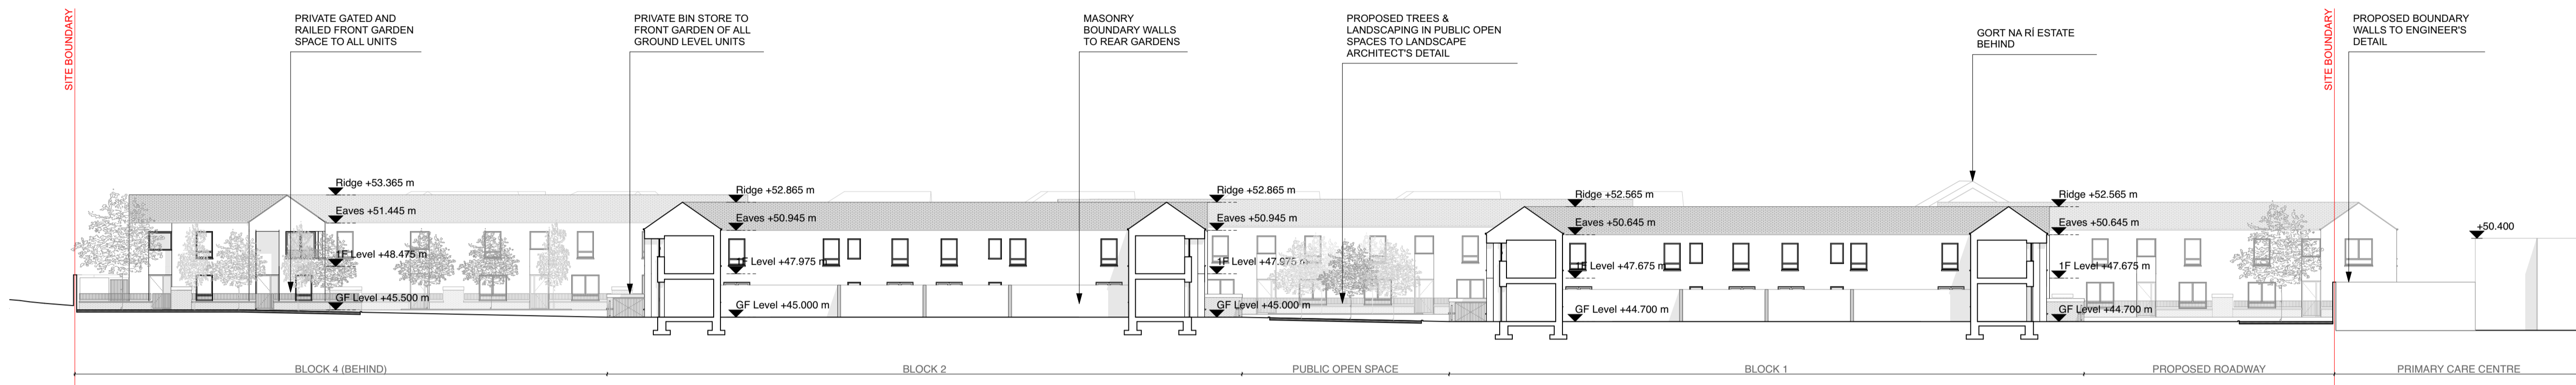 SITE BOUNDARY
PRIVATE GATED AND
RAILED FRONT GARDEN
SPACE TO ALL UNITS
PRIVATE BIN STORE TO
FRONT GARDEN OF ALL
GROUND LEVEL UNITS
MASONRY
BOUNDARY WALLS
TO REAR GARDENS
PROPOSED TREES &
LANDSCAPING IN PUBLIC OPEN
SPACES TO LANDSCAPE
ARCHITECT'S DETAIL
GORT NA RÍ ESTATE
BEHIND
SITE BOUNDARY
PROPOSED BOUNDARY
WALLS TO ENGINEER'S
DETAIL
Ridge +53.365 m
Eaves +51.445 m
1F Level +48.475 m
GF Level +45.500 m
Ridge +52.865 m
Eaves +50.945 m
1F Level +47.975 m
GF Level +45.000 m
Ridge +52.865 m
Eaves +50.945 m
1F Level +47.975 m
GF Level +45.000 m
Ridge +52.565 m
Eaves +50.645 m
1F Level +47.675 m
GF Level +44.700 m
Ridge +52.565 m
Eaves +50.645 m
1F Level +47.675 m
GF Level +44.700 m
+50.400
BLOCK 4 (BEHIND)
BLOCK 2
PUBLIC OPEN SPACE
BLOCK 1
PROPOSED ROADWAY
PRIMARY CARE CENTRE